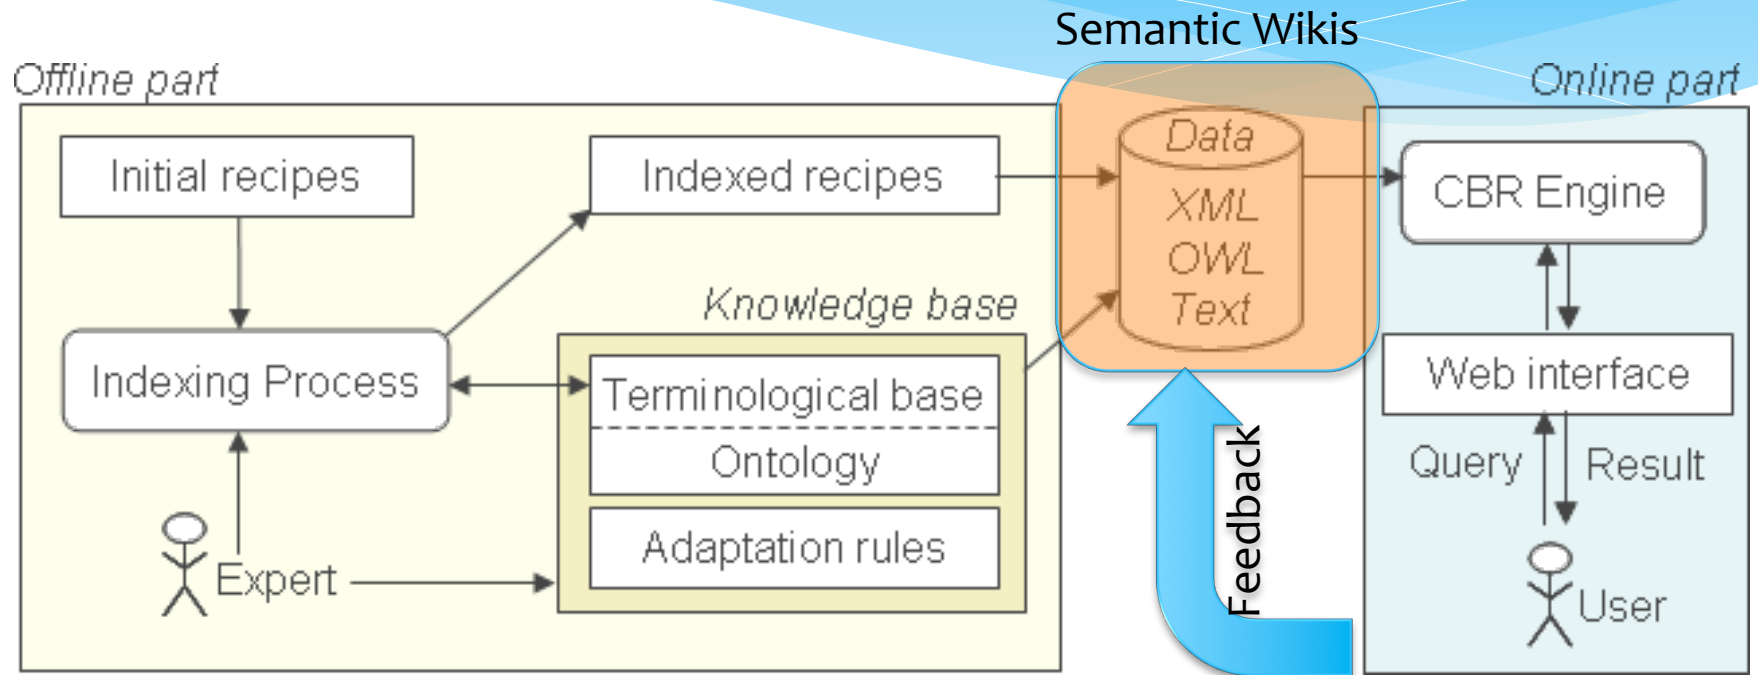 Semantic Wikis
Offline part
Online part
Initial recipes
Indexed recipes
Data
XML
OWL
Text
CBR Engine
Knowledge base
Indexing Process
Terminological base
Ontology
Adaptation rules
Expert
Feedback
Web interface
Query
Result
User